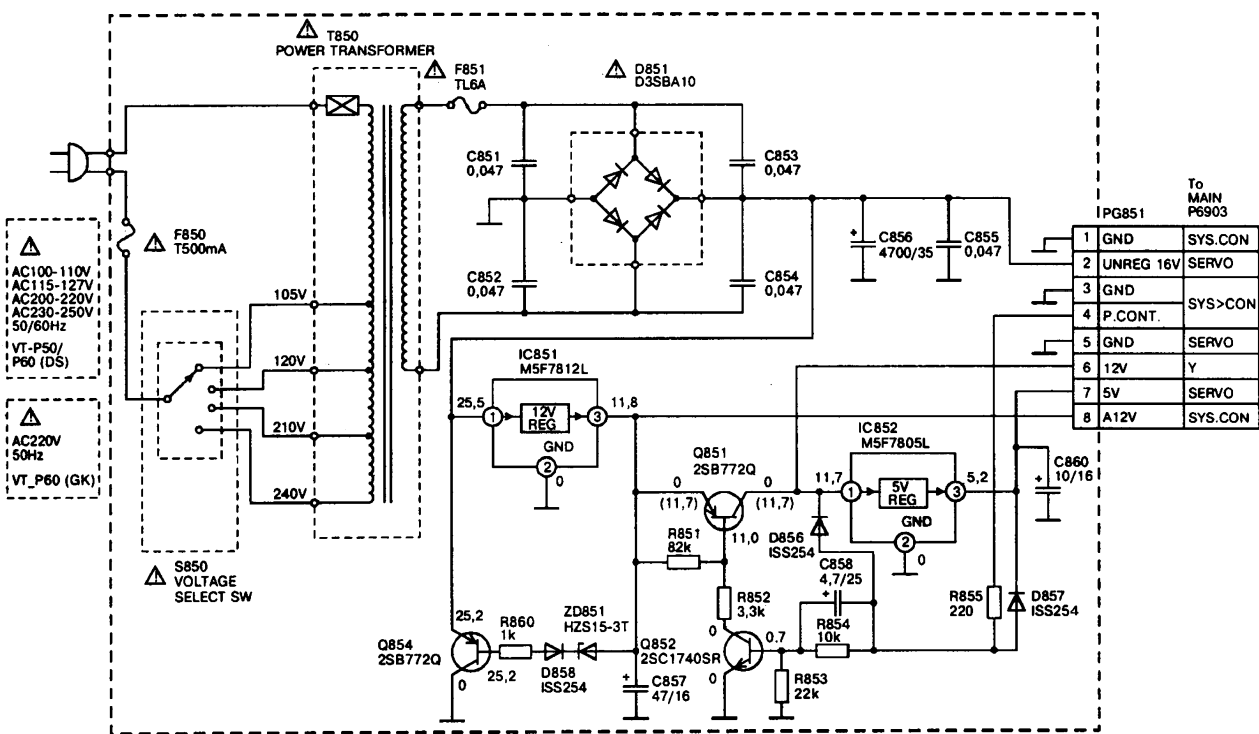 T850
POWER TRANSFORMER
F851
TL6A
D851
D3SBA10
C851
0,047
C853
0,047
C852
0,047
C854
0,047
C856
4700/35
+
C855
0,047
F850
T500mA
AC100-110V
AC115-127V
AC200-220V
AC230-250V
50/60Hz
VT-P50/
P60 (DS)
AC220V
50Hz
VT_P60 (GK)
105V
120V
210V
240V
S850
VOLTAGE
SELECT SW
To
MAIN
PG851 P6903
1 GND SYS.CON
2 UNREG 16V SERVO
3 GND SYS>CON
4 P.CONT.
5 GND SERVO
6 12V Y
7 5V SERVO
8 A12V SYS.CON
IC851
M5F7812L
25,5
1
12V
REG
3
11,8
GND
2
0
IC852
M5F7805L
11,7
1
5V
REG
3
5,2
GND
2
0
C860
10/16
+
Q851
2SB772Q
0
(11,7)
0
(11,7)
11,0
R851
82k
D856
ISS254
C858
4,7/25
+
R852
3,3k
R854
10k
R855
220
D857
ISS254
Q854
2SB772Q
25,2
25,2
0
R860
1k
D858
ISS254
ZD851
HZS15-3T
Q852
2SC1740SR
0
0.7
0
C857
47/16
+
R853
22k